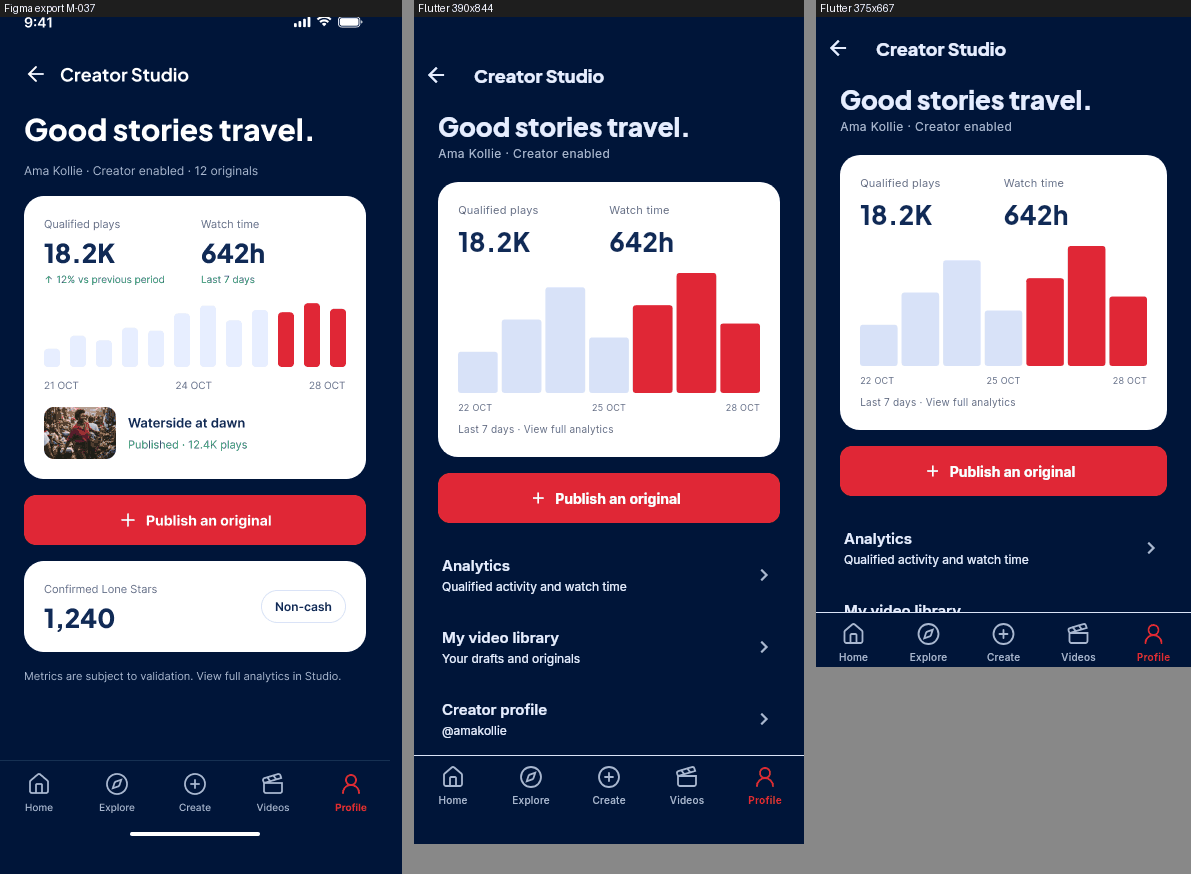 Figma export M-037
9:41
Creator Studio
Good stories travel.
Ama Kollie · Creator enabled · 12 originals
Qualified plays
Watch time
18.2K
642h
↑ 12% vs previous period
Last 7 days
21 OCT
24 OCT
28 OCT
Waterside at dawn
Published · 12.4K plays
+ Publish an original
Confirmed Lone Stars
1,240
Non-cash
Metrics are subject to validation. View full analytics in Studio.
Home
Explore
Create
Videos
Profile
Flutter 390x844
Creator Studio
Good stories travel.
Ama Kollie · Creator enabled
Qualified plays
Watch time
18.2K
642h
22 OCT
25 OCT
28 OCT
Last 7 days · View full analytics
+ Publish an original
Analytics
Qualified activity and watch time
My video library
Your drafts and originals
Creator profile
@amakollie
Home
Explore
Create
Videos
Profile
Flutter 375x667
Creator Studio
Good stories travel.
Ama Kollie · Creator enabled
Qualified plays
Watch time
18.2K
642h
22 OCT
25 OCT
28 OCT
Last 7 days · View full analytics
+ Publish an original
Analytics
Qualified activity and watch time
My video library
Home
Explore
Create
Videos
Profile